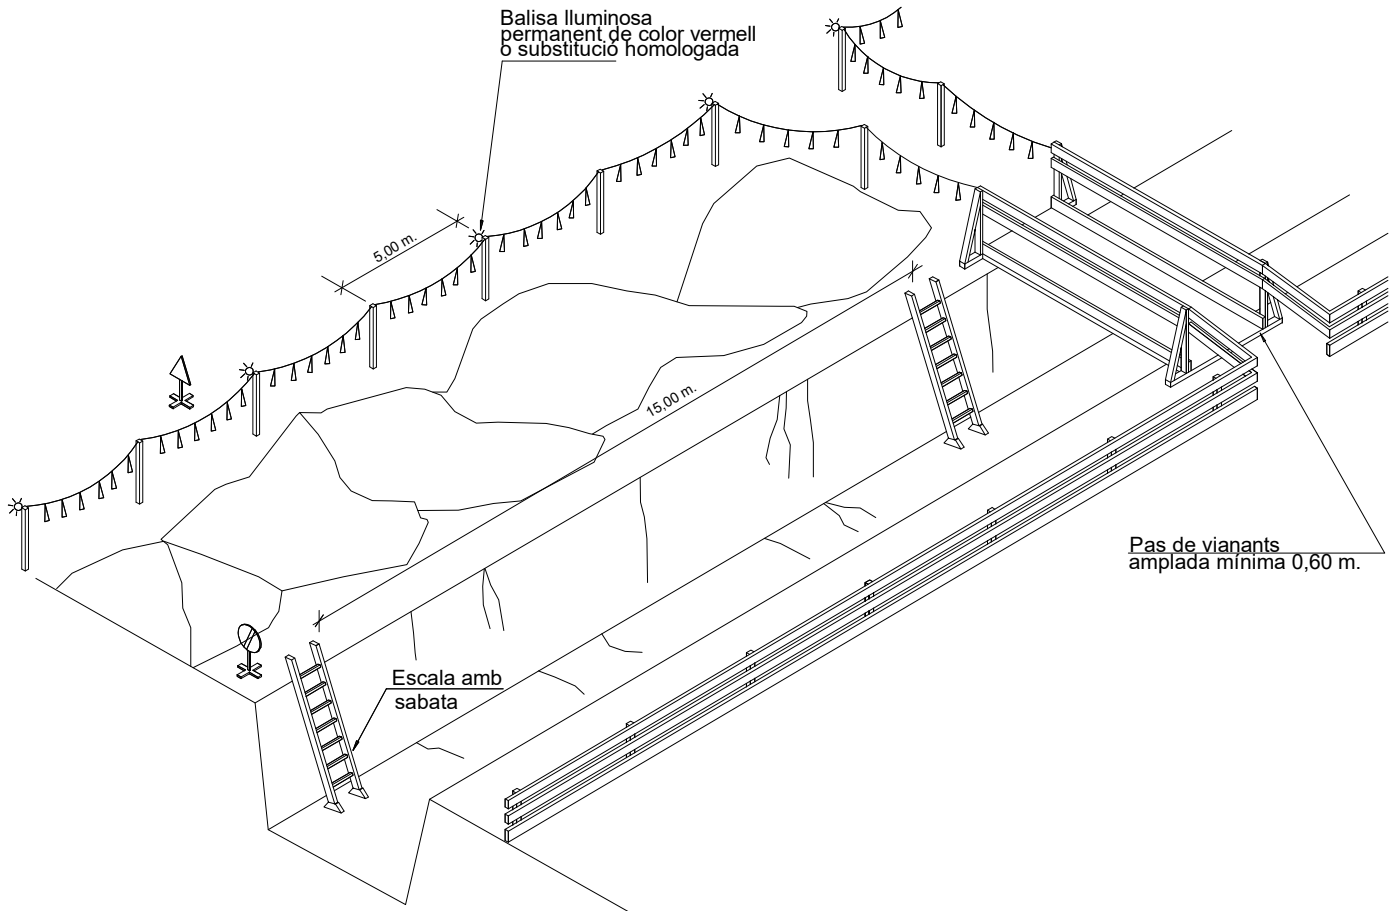 Balisa lluminosa
permanent de color vermell
o substitució homologada
5,00 m.
15,00 m.
Pas de vianants
amplada mínima 0,60 m.
Escala amb
sabata